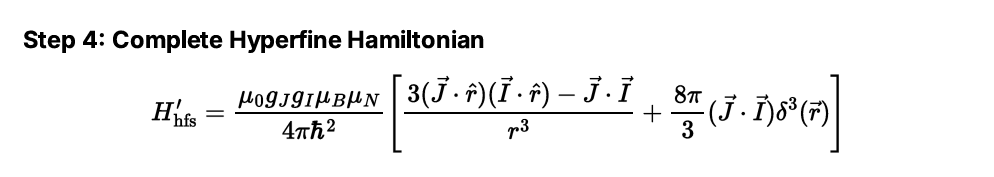 Step 4: Complete Hyperfine Hamiltonian
$$H'_{\text{hfs}} = \frac{\mu_0 g_J g_I \mu_B \mu_N}{4\pi\hbar^2} \left[ \frac{3(\vec{J} \cdot \hat{r})(\vec{I} \cdot \hat{r}) - \vec{J} \cdot \vec{I}}{r^3} + \frac{8\pi}{3} (\vec{J} \cdot \vec{I}) \delta^3(\vec{r}) \right]$$